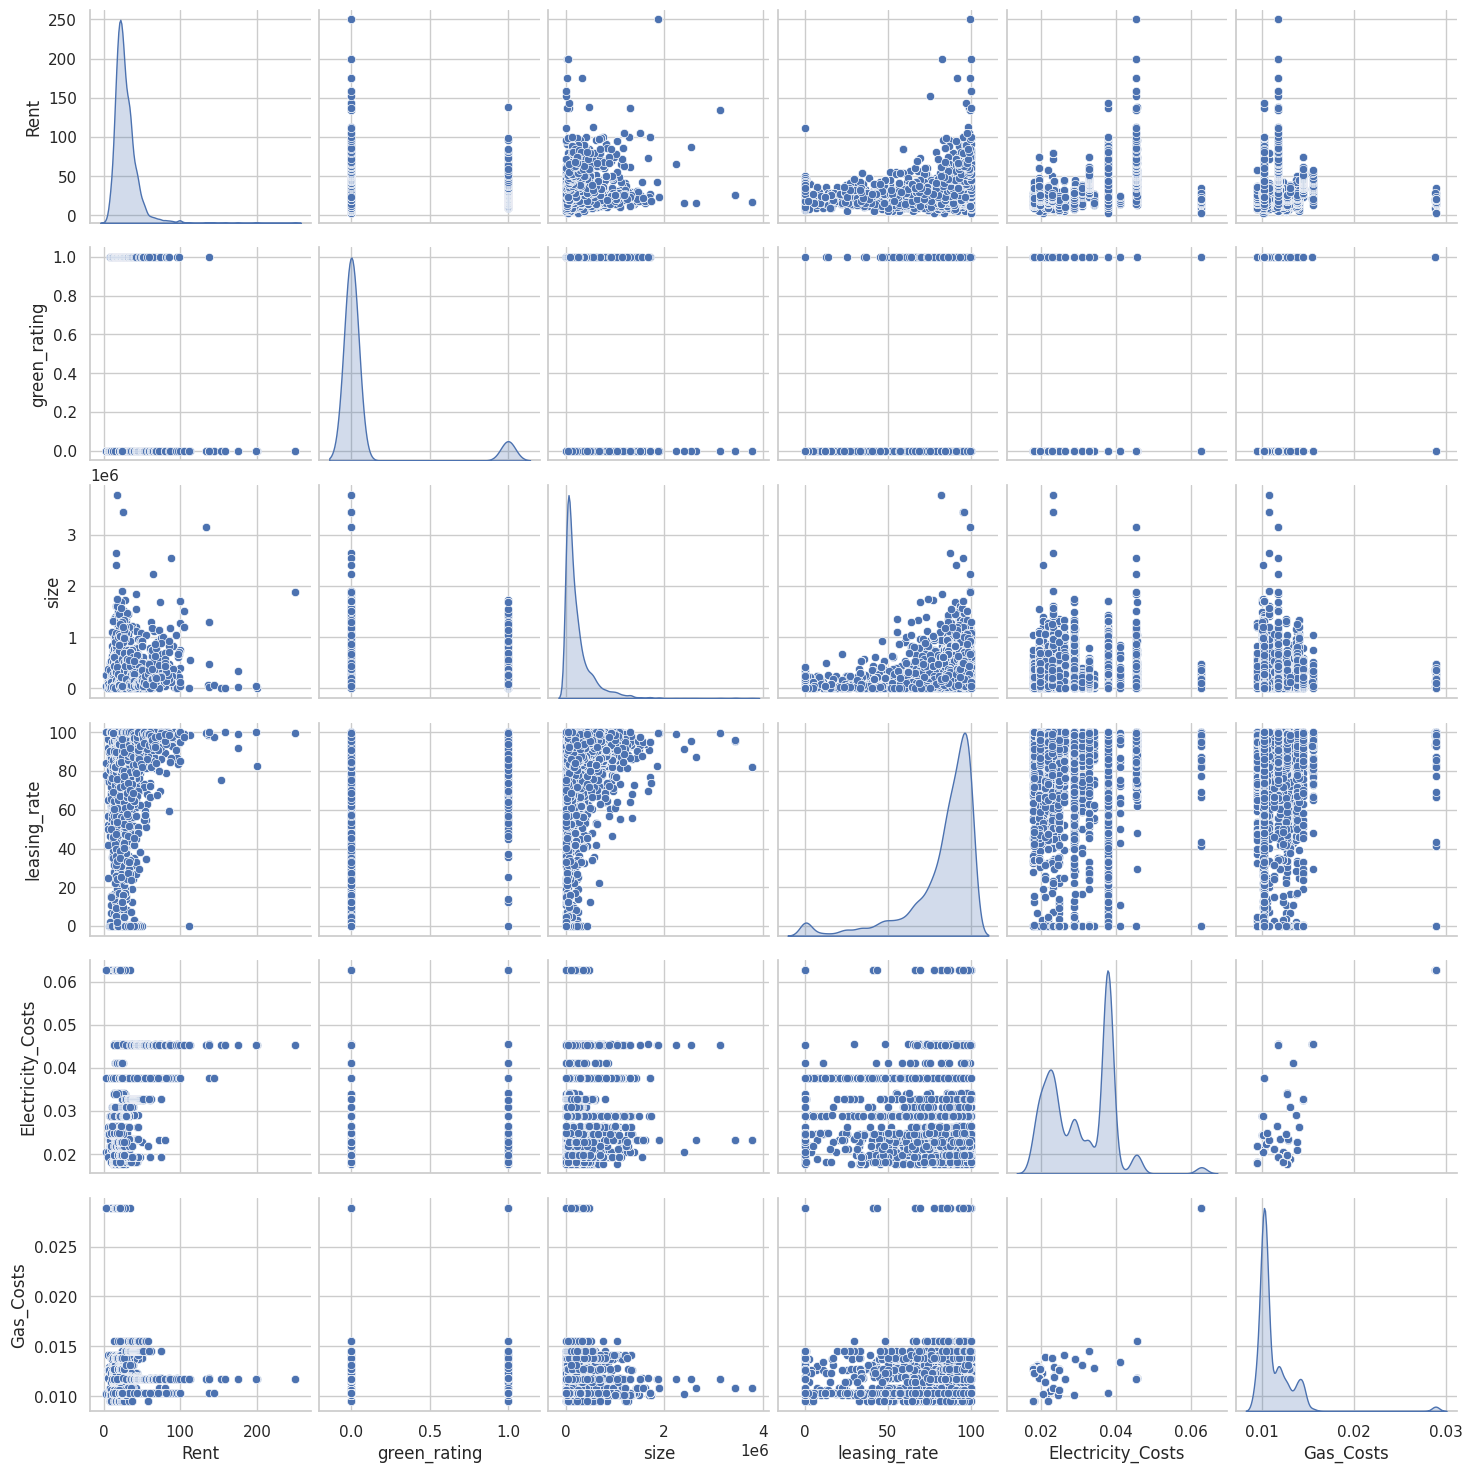 250
200
150
100
50
0
Rent
1.0
0.8
0.6
0.4
0.2
0.0
green_rating
1e6
3
2
1
0
size
100
80
60
40
20
0
leasing_rate
0.06
0.05
0.04
0.03
0.02
Electricity_Costs
0.025
0.020
0.015
0.010
Gas_Costs
0 100 200
Rent
0.0 0.5 1.0
green_rating
0 2 4
1e6
size
0 50 100
leasing_rate
0.02 0.04 0.06
Electricity_Costs
0.01 0.02 0.03
Gas_Costs